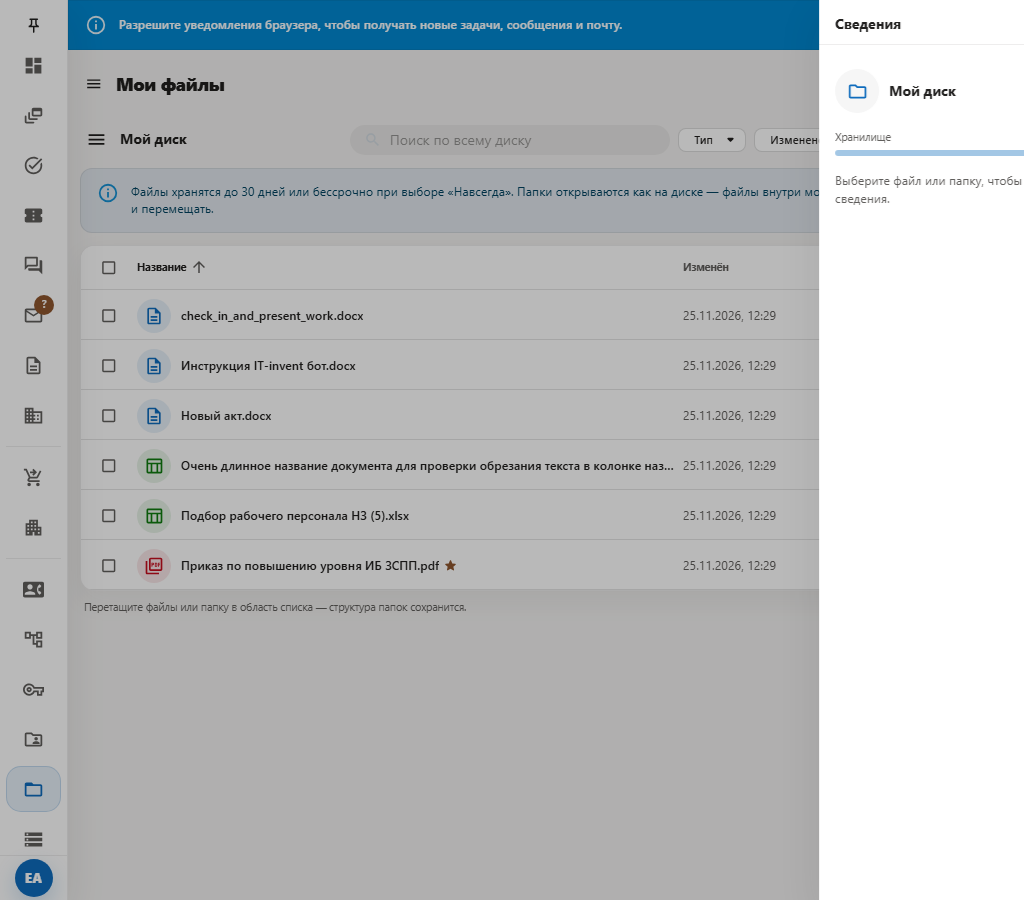 Разрешите уведомления браузера, чтобы получать новые задачи, сообщения и почту.
Сведения
Мои файлы
Мой диск
Мой диск
Поиск по всему диску
Тип
Изменен
Хранилище
Файлы хранятся до 30 дней или бессрочно при выборе «Навсегда». Папки открываются как на диске — файлы внутри мо
и перемещать.
Выберите файл или папку, чтобы
сведения.
Название
Изменён
check_in_and_present_work.docx
25.11.2026, 12:29
Инструкция IT-invent бот.docx
25.11.2026, 12:29
Новый акт.docx
25.11.2026, 12:29
Очень длинное название документа для проверки обрезания текста в колонке наз...
25.11.2026, 12:29
Подбор рабочего персонала НЗ (5).xlsx
25.11.2026, 12:29
Приказ по повышению уровня ИБ ЗСПП.pdf
25.11.2026, 12:29
Перетащите файлы или папку в область списка — структура папок сохранится.
?
PDF
EA